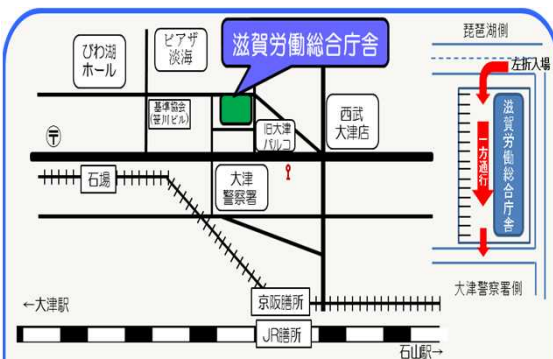 びわ湖
ホール
ピアザ
淡海
滋賀労働総合庁舎
基準協会
(笹川ビル)
旧大津
パルコ
西武
大津店
〒
石場
大津
警察署
京阪膳所
←大津駅
JR膳所
石山駅→
琵琶湖側
左折入場
一方通行
滋賀労働総合庁舎
大津警察署側